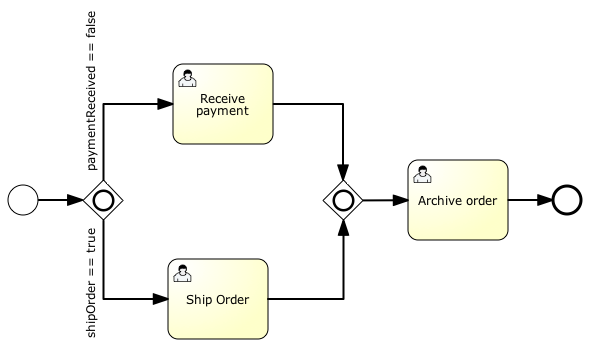 paymentReceived == false
Receive
payment
Archive order
shipOrder == true
Ship Order